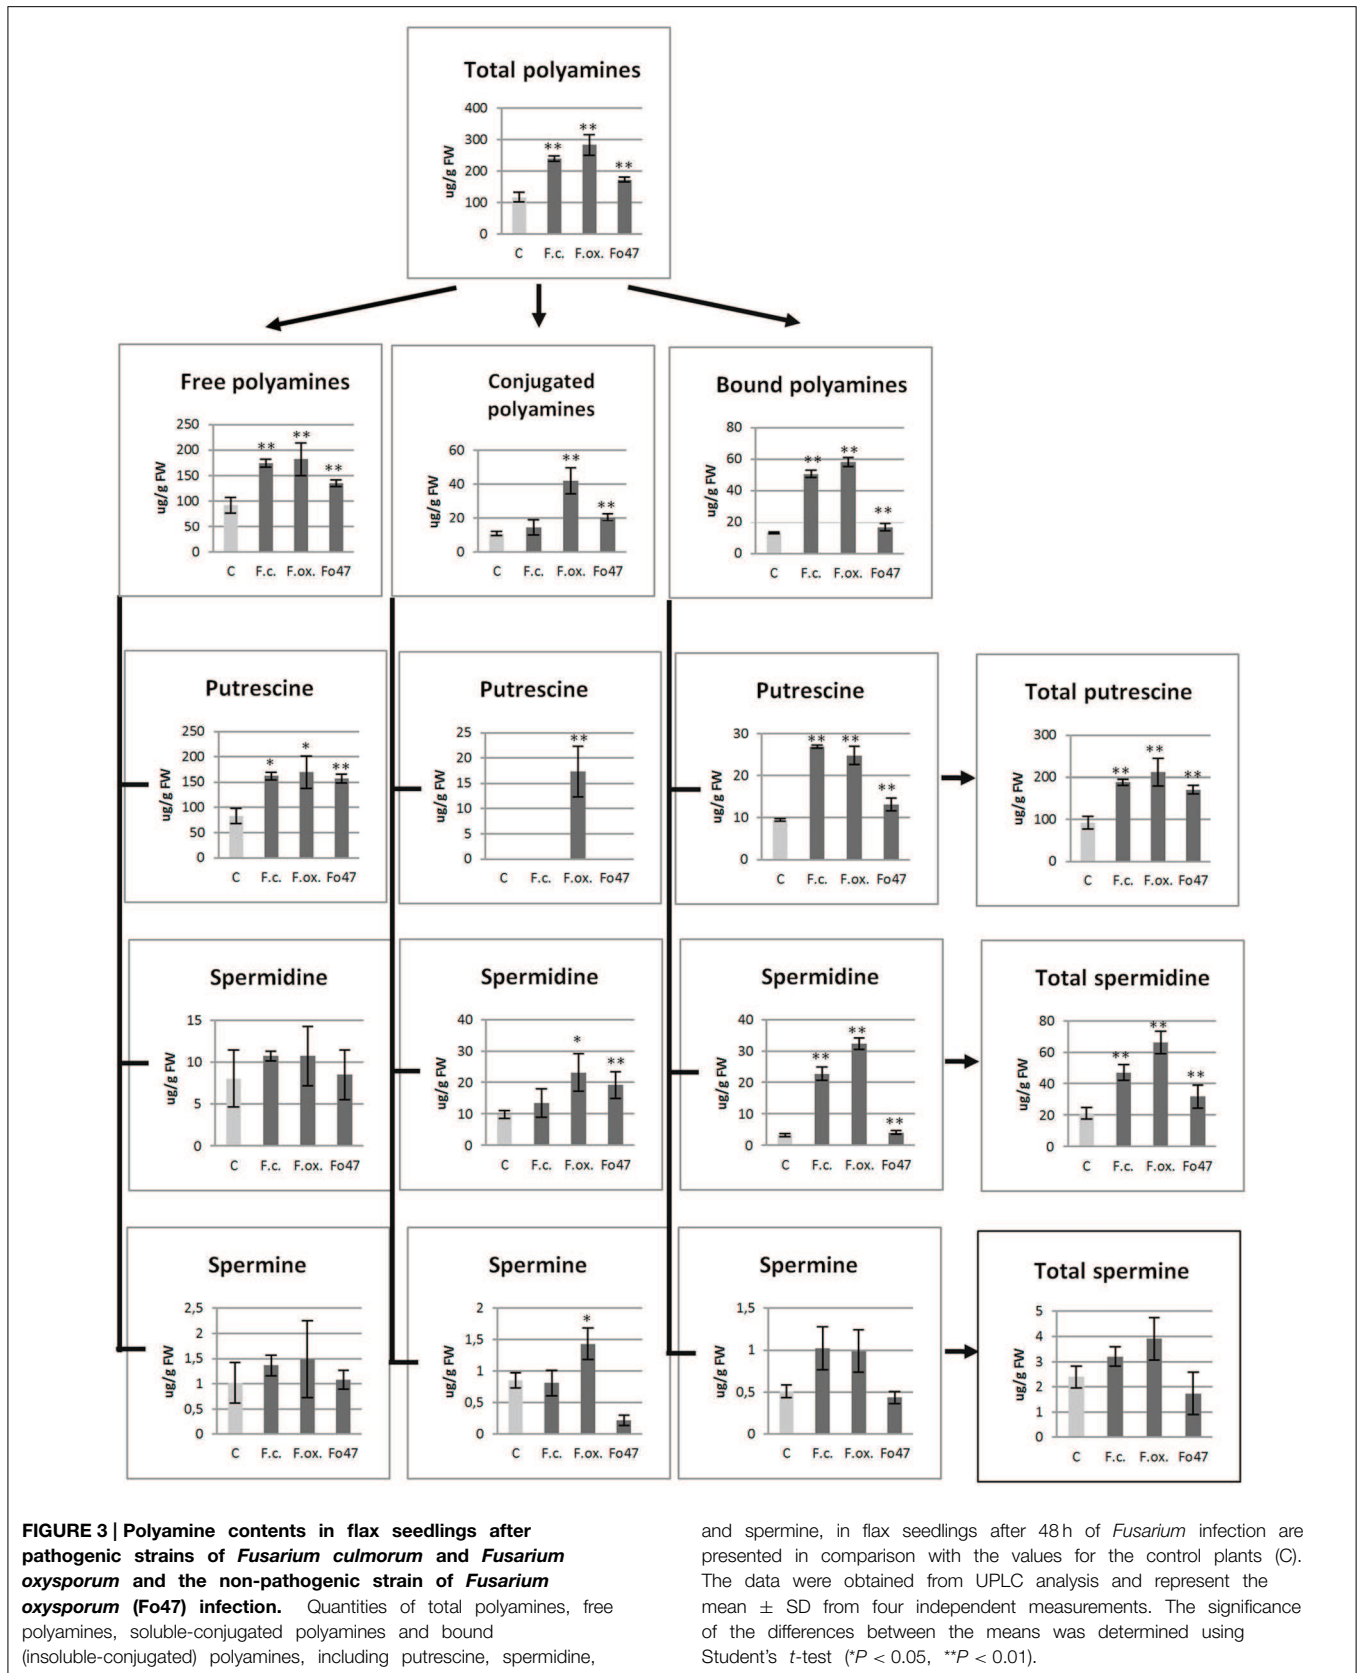 Total polyamines
400
300
200
100
0
ug/g FW
**
**
**
C F.c. F.ox. Fo47
Free polyamines
250
200
150
100
50
0
ug/g FW
**
**
**
C F.c. F.ox. Fo47
Conjugated
polyamines
60
40
20
0
ug/g FW
**
**
C F.c. F.ox. Fo47
Bound polyamines
80
60
40
20
0
ug/g FW
**
**
**
C F.c. F.ox. Fo47
Putrescine
250
200
150
100
50
0
ug/g FW
*
*
**
C F.c. F.ox. Fo47
Putrescine
25
20
15
10
5
0
ug/g FW
**
C F.c. F.ox. Fo47
Putrescine
30
20
10
0
ug/g FW
**
**
**
C F.c. F.ox. Fo47
Total putrescine
300
200
100
0
ug/g FW
**
**
**
C F.c. F.ox. Fo47
Spermidine
15
10
5
0
ug/g FW
C F.c. F.ox. Fo47
Spermidine
40
30
20
10
0
ug/g FW
*
**
C F.c. F.ox. Fo47
Spermidine
40
30
20
10
0
ug/g FW
**
**
**
C F.c. F.ox. Fo47
Total spermidine
80
60
40
20
0
ug/g FW
**
**
**
C F.c. F.ox. Fo47
Spermine
2,5
2
1,5
1
0,5
0
ug/g FW
C F.c. F.ox. Fo47
Spermine
2
1,5
1
0,5
0
ug/g FW
*
C F.c. F.ox. Fo47
Spermine
1,5
1
0,5
0
ug/g FW
C F.c. F.ox. Fo47
Total spermine
5
4
3
2
1
0
ug/g FW
C F.c. F.ox. Fo47
FIGURE 3 | Polyamine contents in flax seedlings after
pathogenic strains of Fusarium culmorum and Fusarium
oxysporum and the non-pathogenic strain of Fusarium
oxysporum (Fo47) infection. Quantities of total polyamines, free
polyamines, soluble-conjugated polyamines and bound
(insoluble-conjugated) polyamines, including putrescine, spermidine,
and spermine, in flax seedlings after 48 h of Fusarium infection are
presented in comparison with the values for the control plants (C).
The data were obtained from UPLC analysis and represent the
mean ± SD from four independent measurements. The significance
of the differences between the means was determined using
Student's t-test (*P < 0.05, **P < 0.01).